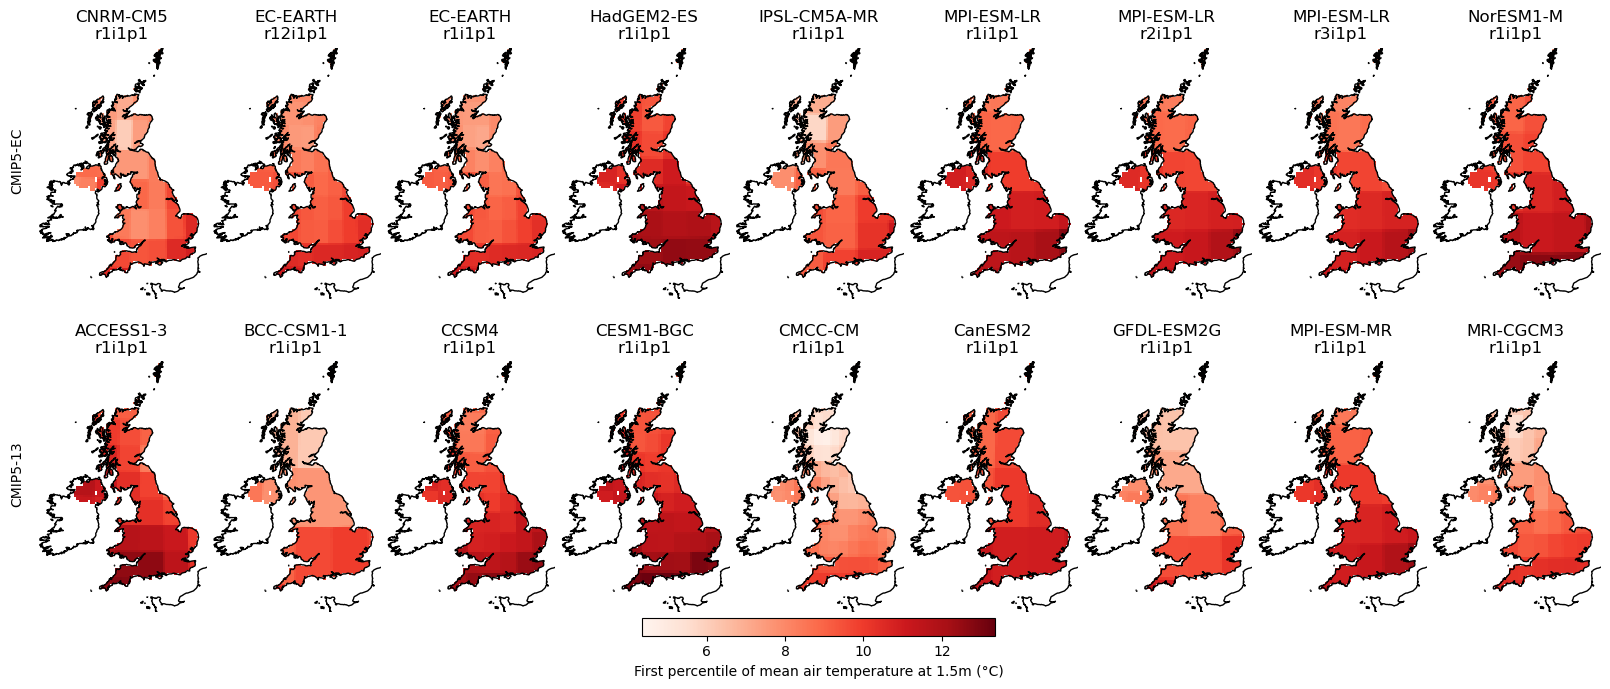 CNRM-CM5
r1i1p1
EC-EARTH
r12i1p1
EC-EARTH
r1i1p1
HadGEM2-ES
r1i1p1
IPSL-CM5A-MR
r1i1p1
MPI-ESM-LR
r1i1p1
MPI-ESM-LR
r2i1p1
MPI-ESM-LR
r3i1p1
NorESM1-M
r1i1p1
CMIP5-EC
ACCESS1-3
r1i1p1
BCC-CSM1-1
r1i1p1
CCSM4
r1i1p1
CESM1-BGC
r1i1p1
CMCC-CM
r1i1p1
CanESM2
r1i1p1
GFDL-ESM2G
r1i1p1
MPI-ESM-MR
r1i1p1
MRI-CGCM3
r1i1p1
CMIP5-13
6 8 10 12
First percentile of mean air temperature at 1.5m (°C)